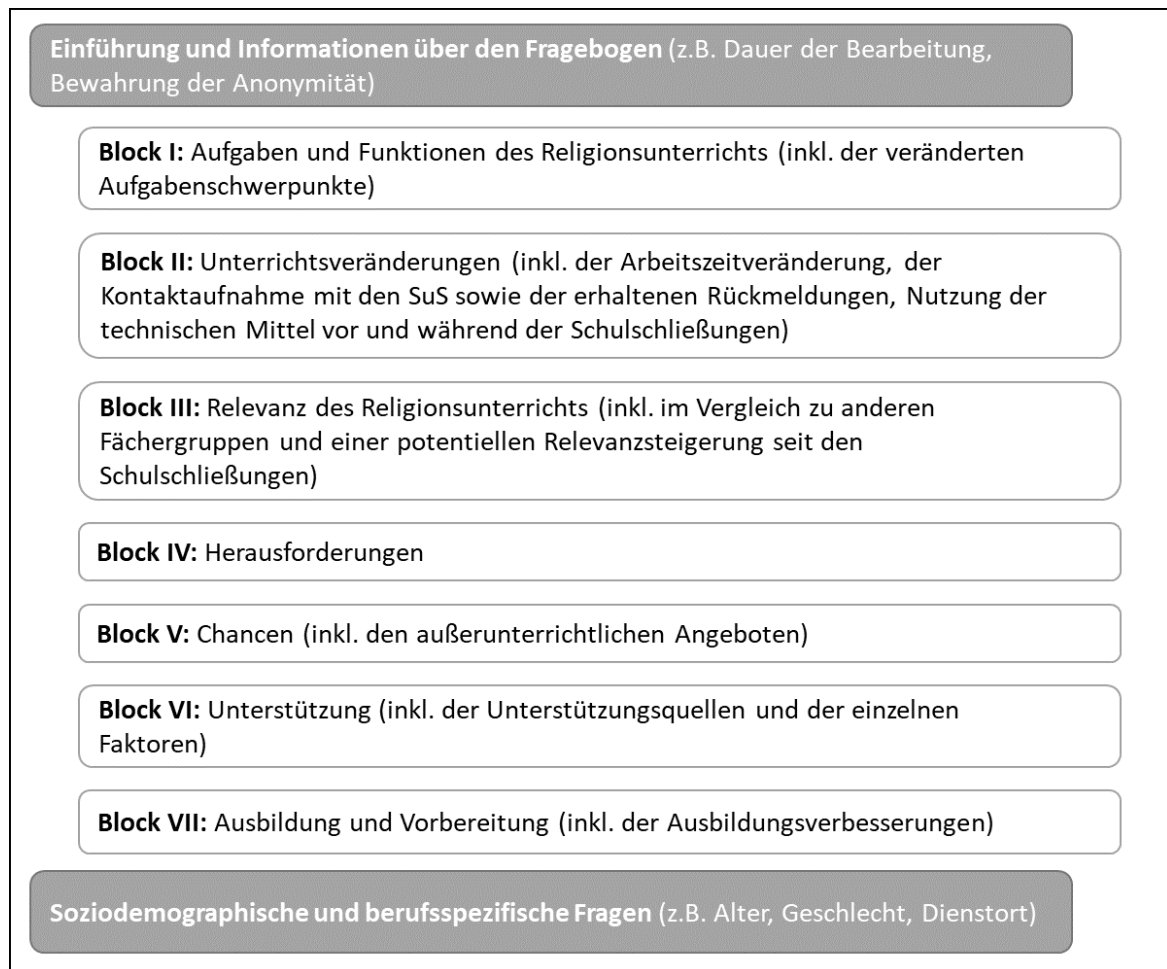 Einführung und Informationen über den Fragebogen (z.B. Dauer der Bearbeitung,
Bewahrung der Anonymität)
Block I: Aufgaben und Funktionen des Religionsunterrichts (inkl. der veränderten
Aufgabenschwerpunkte)
Block II: Unterrichtsveränderungen (inkl. der Arbeitszeitveränderung, der
Kontaktaufnahme mit den SuS sowie der erhaltenen Rückmeldungen, Nutzung der
technischen Mittel vor und während der Schulschließungen)
Block III: Relevanz des Religionsunterrichts (inkl. im Vergleich zu anderen
Fächergruppen und einer potentiellen Relevanzsteigerung seit den
Schulschließungen)
Block IV: Herausforderungen
Block V: Chancen (inkl. den außerunterrichtlichen Angeboten)
Block VI: Unterstützung (inkl. der Unterstützungsquellen und der einzelnen
Faktoren)
Block VII: Ausbildung und Vorbereitung (inkl. der Ausbildungsverbesserungen)
Soziodemographische und berufsspezifische Fragen (z.B. Alter, Geschlecht, Dienstort)